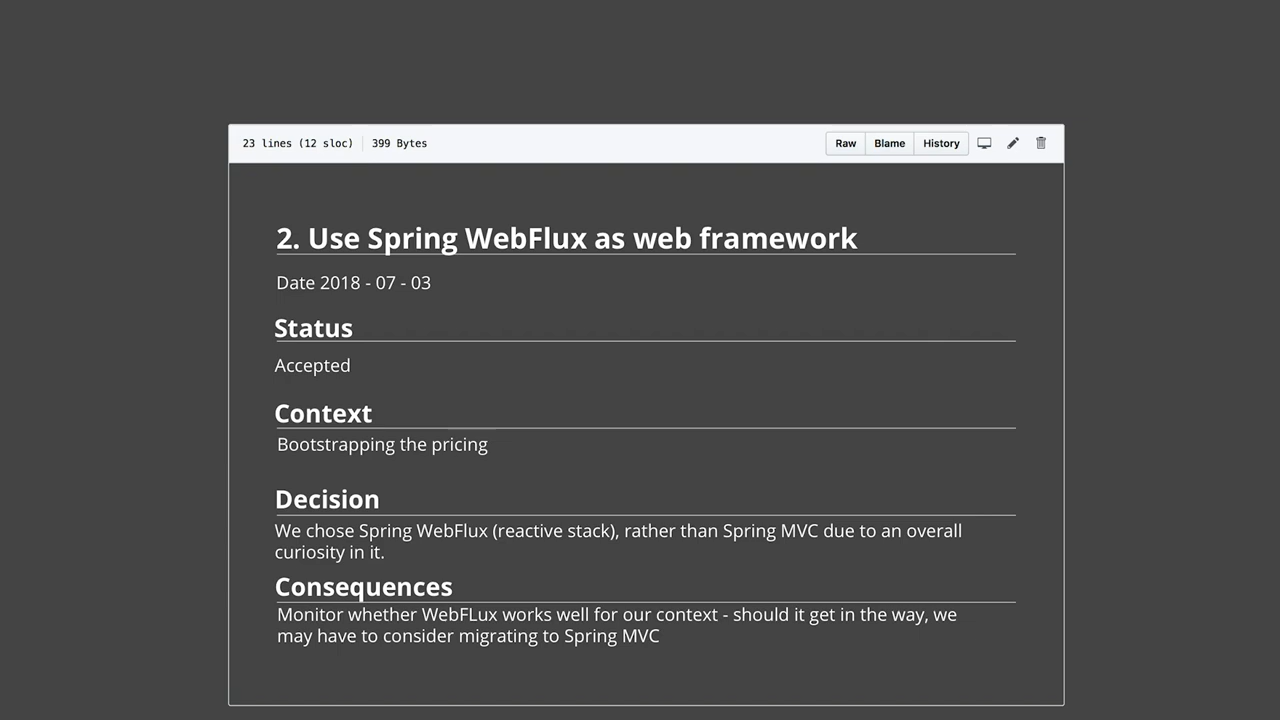 23 lines (12 sloc) 399 Bytes Raw Blame History
2. Use Spring WebFlux as web framework
Date 2018 - 07 - 03
Status
Accepted
Context
Bootstrapping the pricing
Decision
We chose Spring WebFlux (reactive stack), rather than Spring MVC due to an overall
curiosity in it.
Consequences
Monitor whether WebFLux works well for our context - should it get in the way, we
may have to consider migrating to Spring MVC